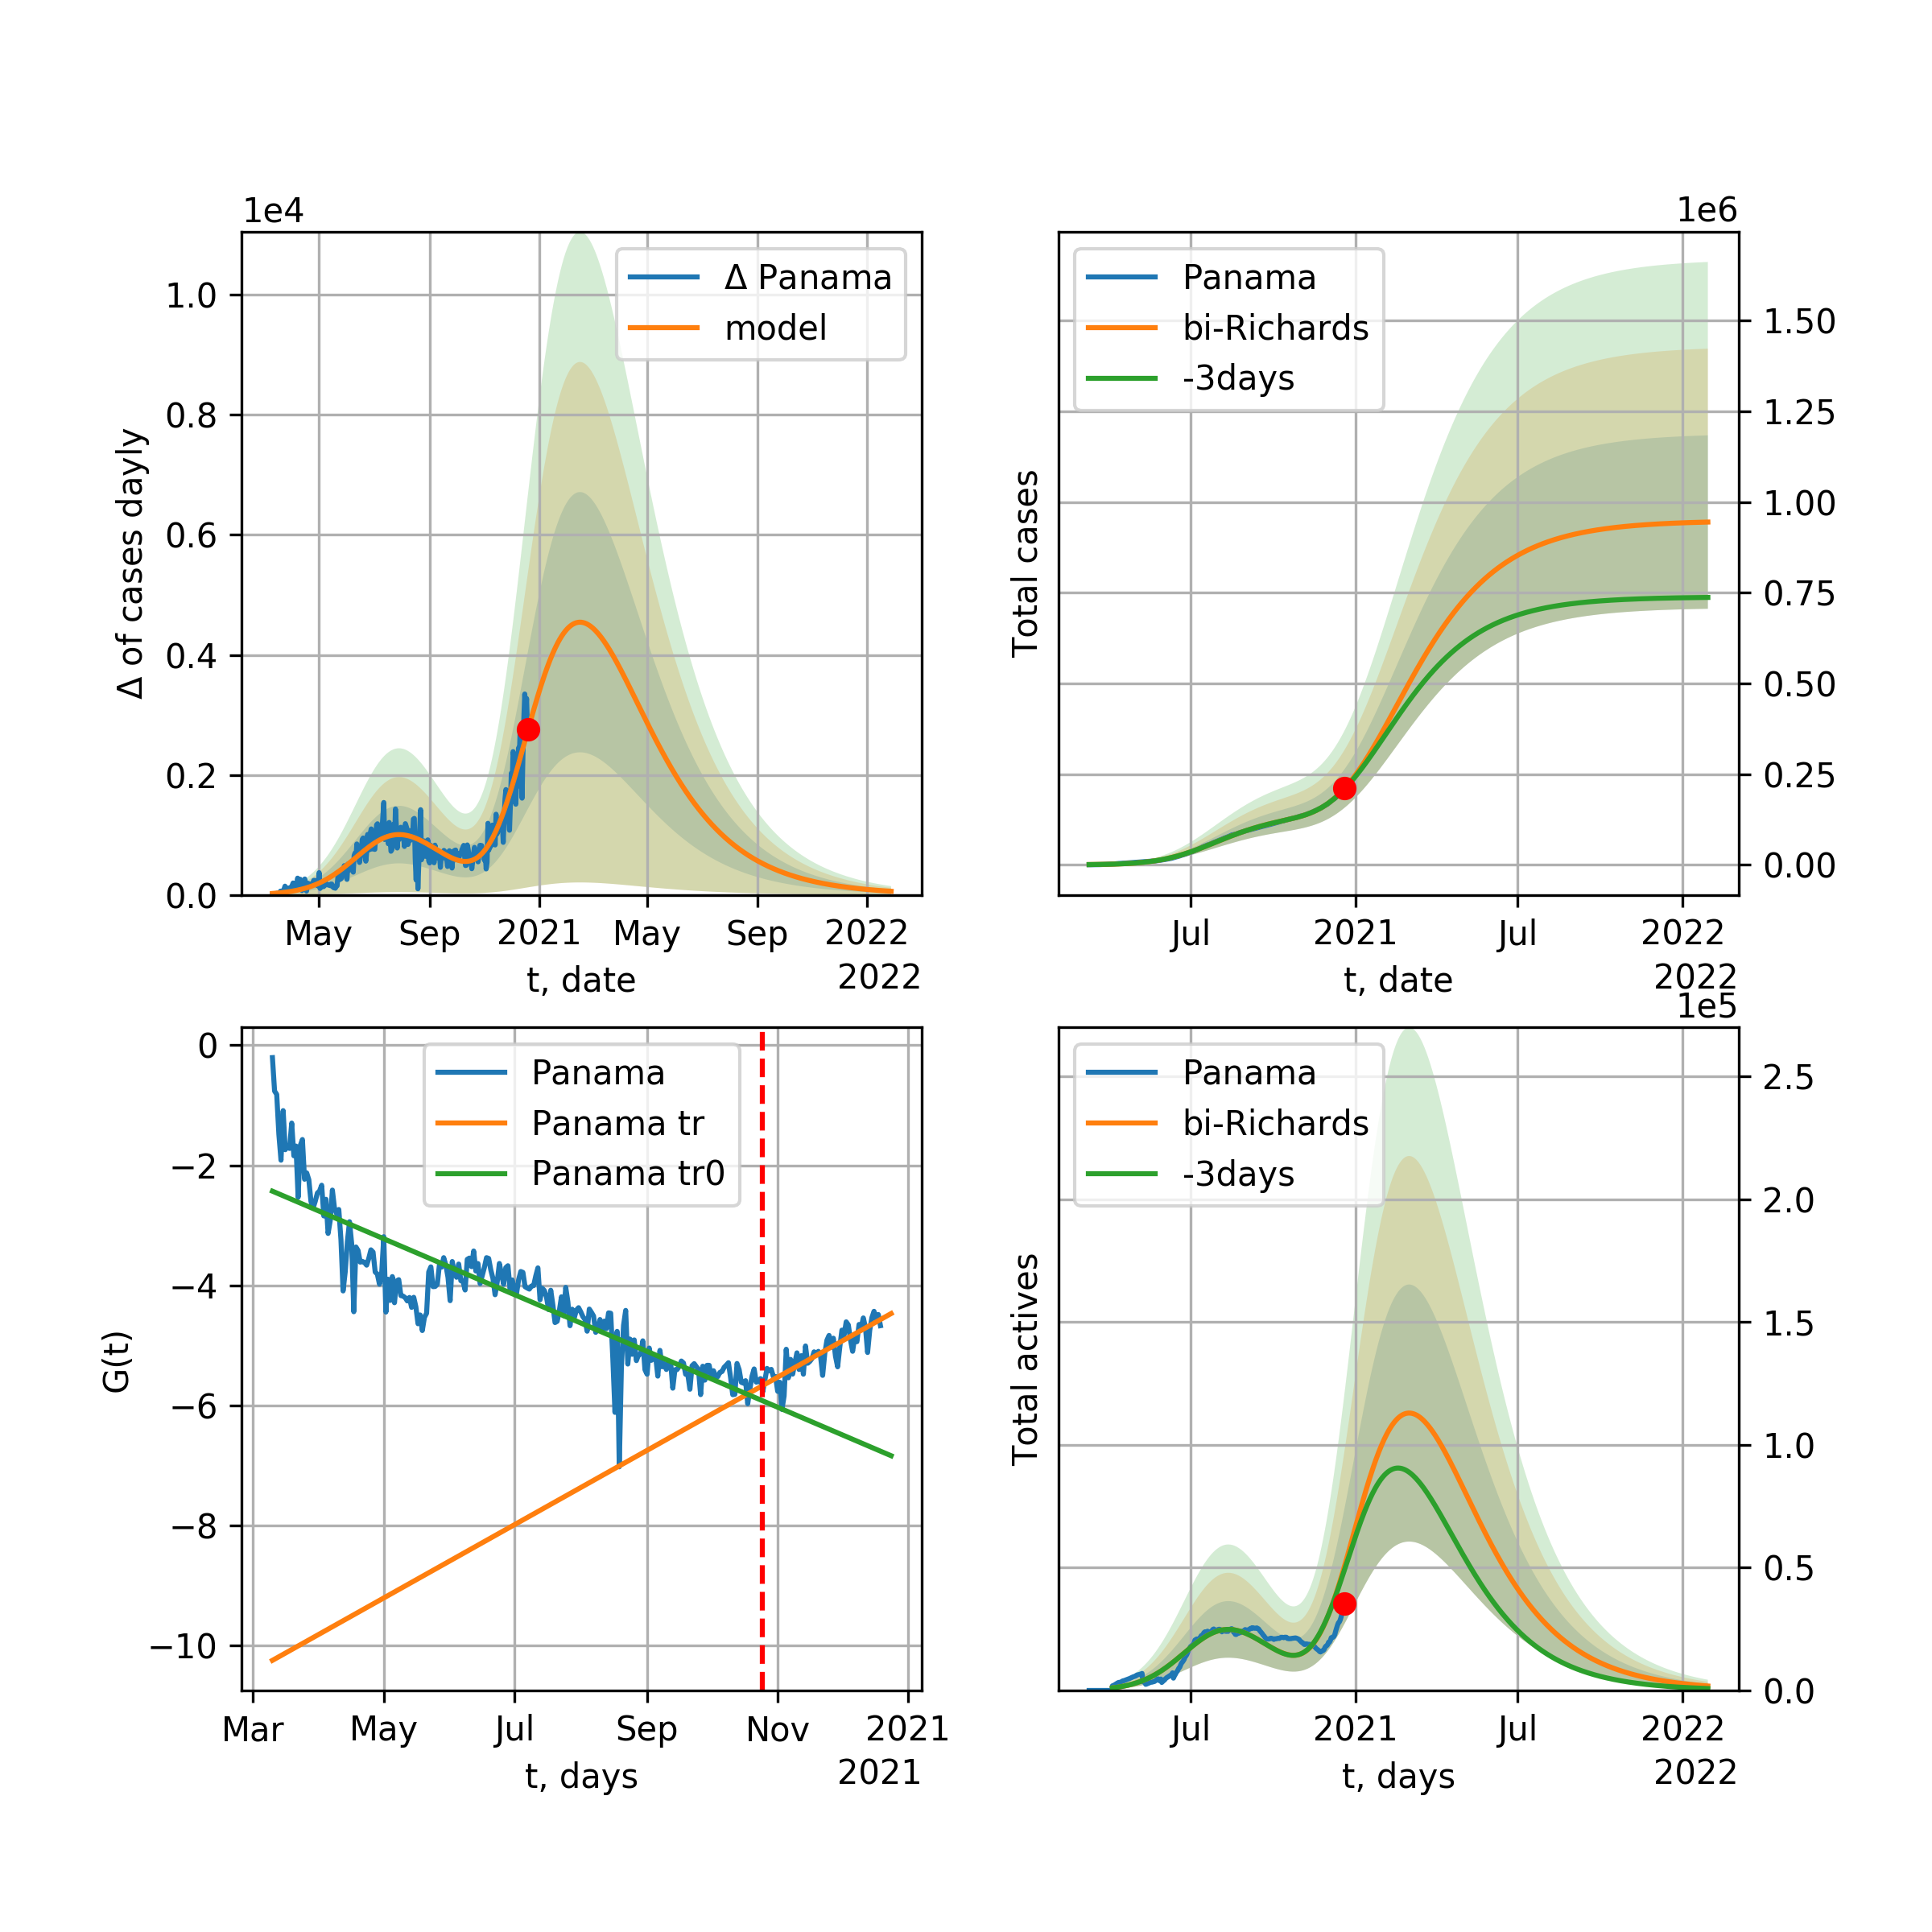 1e4
Δ of cases dayly
1.0
0.8
0.6
0.4
0.2
0.0
Δ Panama
model
May Sep 2021 May Sep 2022
t, date 2022
1e6
Total cases
Panama
bi-Richards
-3days
1.50
1.25
1.00
0.75
0.50
0.25
0.00
Jul 2021 Jul 2022
t, date 2022
G(t)
0
−2
−4
−6
−8
−10
Panama
Panama tr
Panama tr0
Mar May Jul Sep Nov 2021
t, days 2021
1e5
Total actives
Panama
bi-Richards
-3days
2.5
2.0
1.5
1.0
0.5
0.0
Jul 2021 Jul 2022
t, days 2022